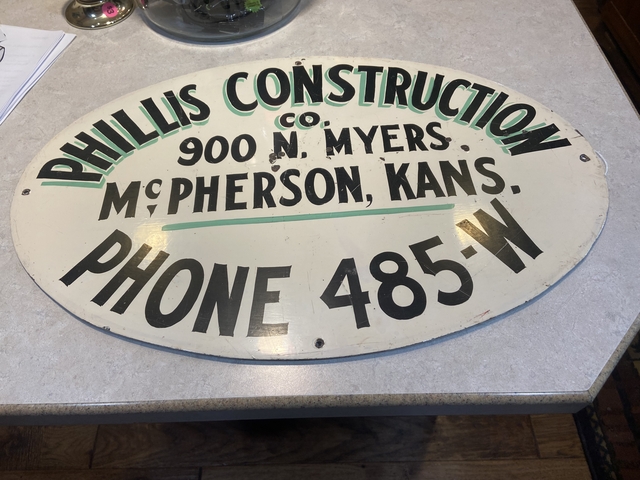 PHILLIS CONSTRUCTION
CO.
900 N. MYERS.
McPHERSON, KANS.
PHONE 485-W